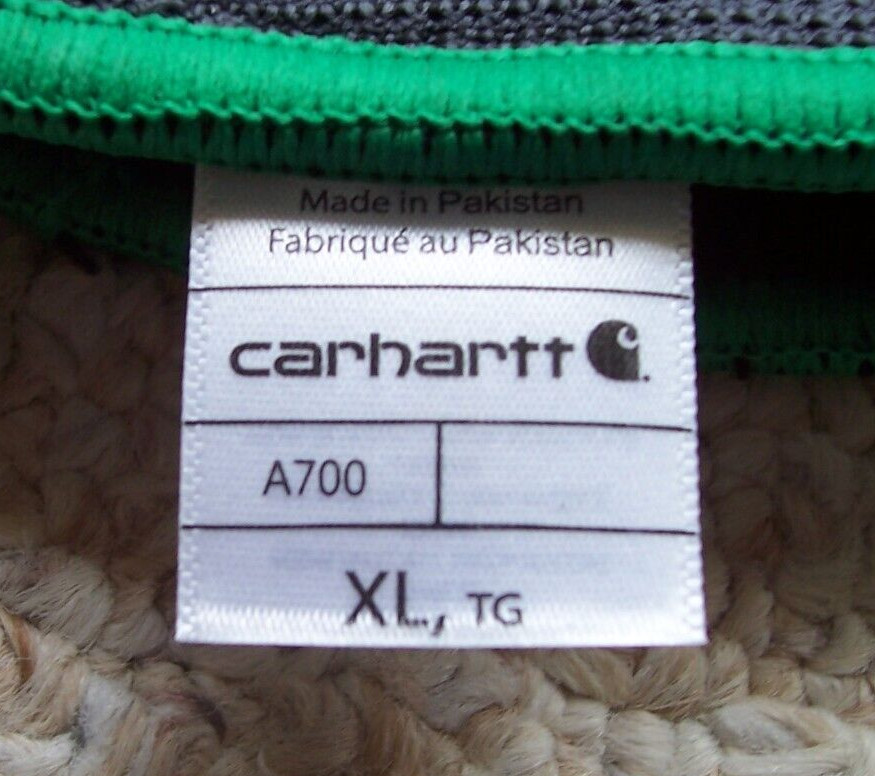 Made in Pakistan
Fabriqué au Pakistan
carhartt
A700
XL, TG